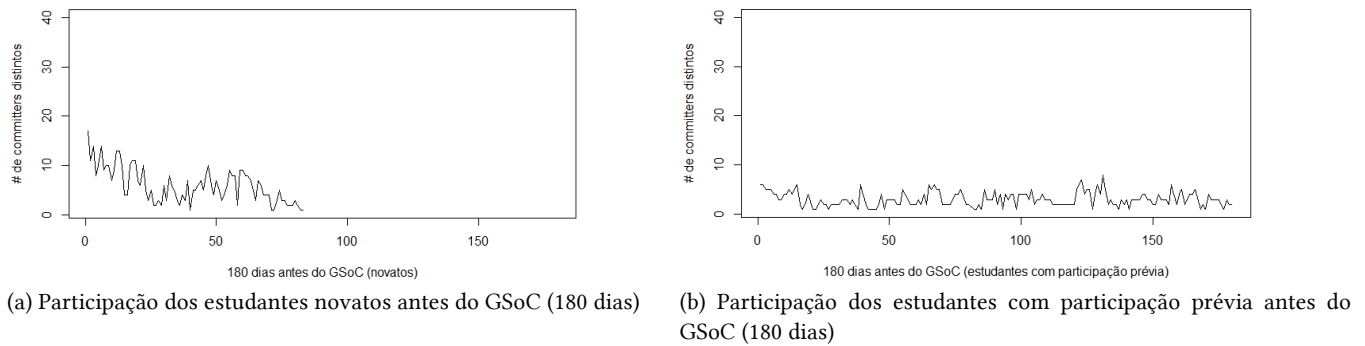 # de committers distintos
40
30
20
10
0
0
50
100
150
180 dias antes do GSoC (novatos)
(a) Participação dos estudantes novatos antes do GSoC (180 dias)
# de committers distintos
40
30
20
10
0
0
50
100
150
180 dias antes do GSoC (estudantes com participação prévia)
(b) Participação dos estudantes com participação prévia antes do
GSoC (180 dias)